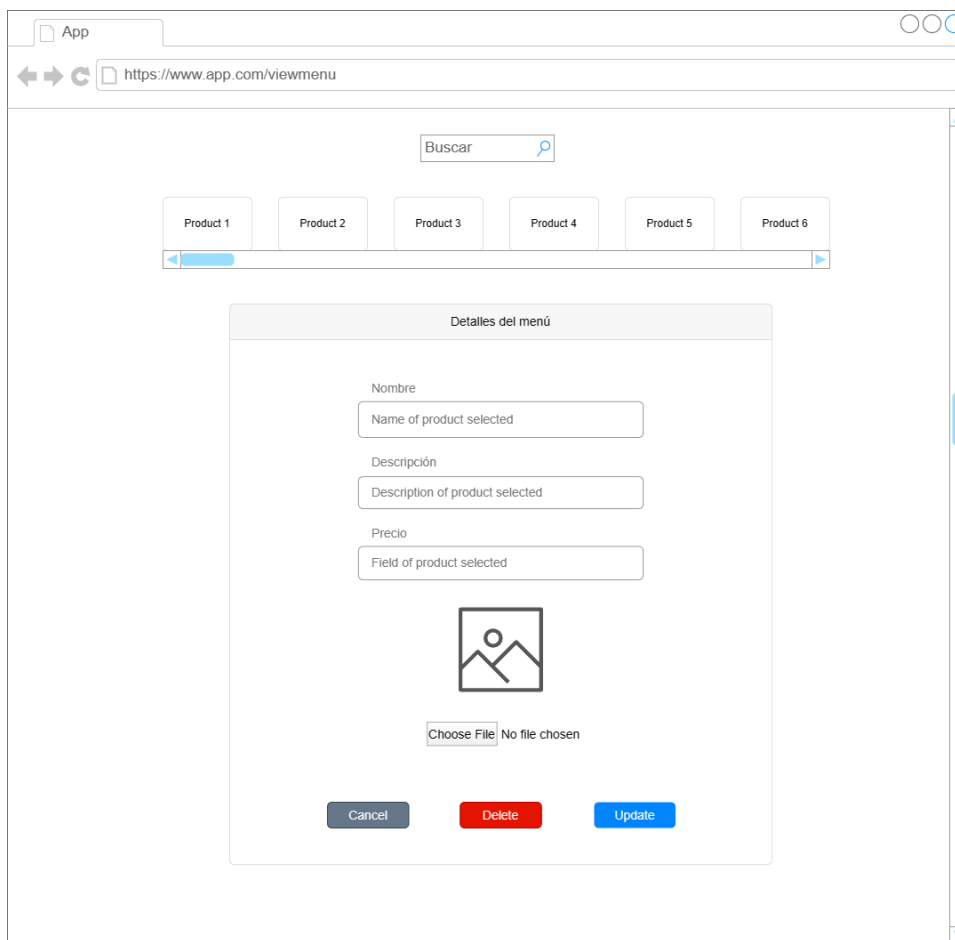 App
https://www.app.com/viewmenu
Buscar
Product 1 Product 2 Product 3 Product 4 Product 5 Product 6
Detalles del menú
Nombre
Name of product selected
Descripción
Description of product selected
Precio
Field of product selected
Choose File No file chosen
Cancel Delete Update